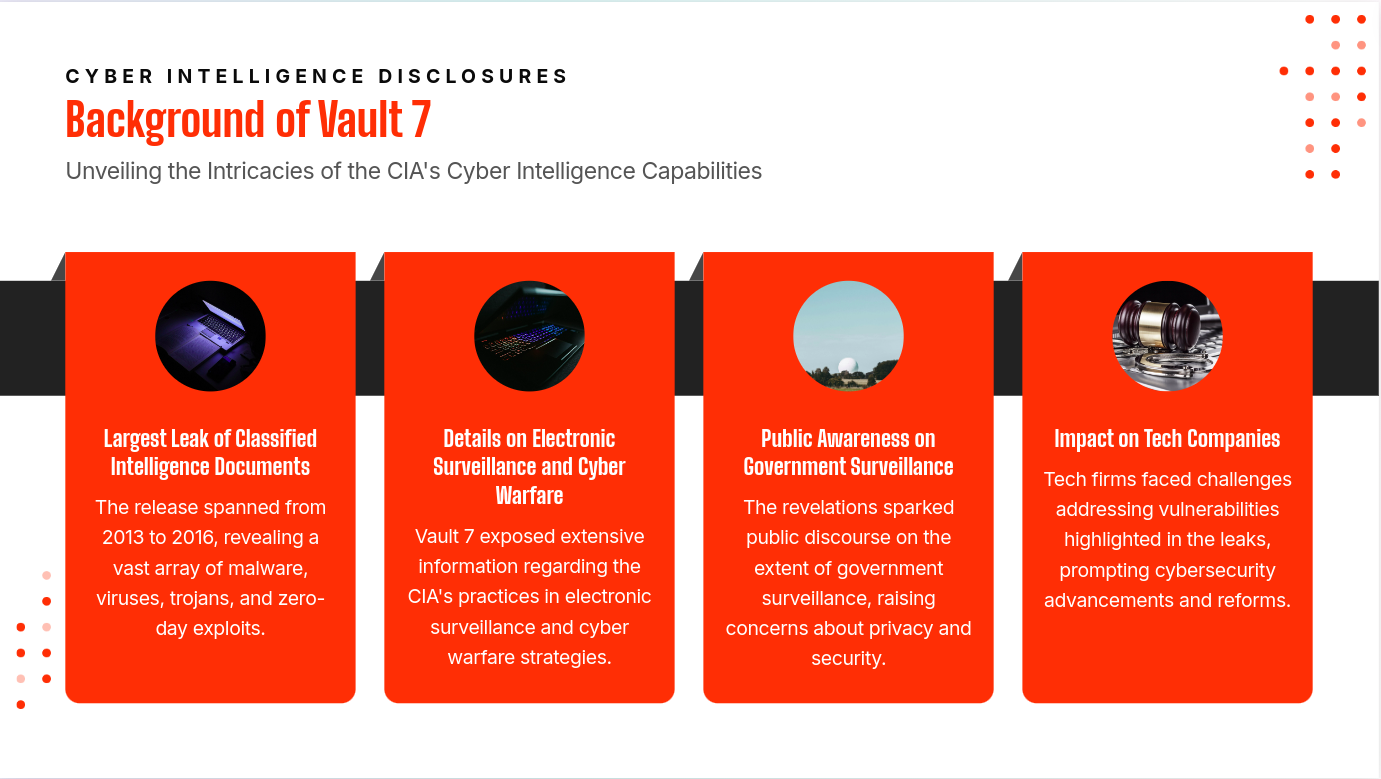 CYBER INTELLIGENCE DISCLOSURES
Background of Vault 7
Unveiling the Intricacies of the CIA's Cyber Intelligence Capabilities
Largest Leak of Classified
Intelligence Documents
The release spanned from
2013 to 2016, revealing a
vast array of malware,
viruses, trojans, and zero-
day exploits.
Details on Electronic
Surveillance and Cyber
Warfare
Vault 7 exposed extensive
information regarding the
CIA's practices in electronic
surveillance and cyber
warfare strategies.
Public Awareness on
Government Surveillance
The revelations sparked
public discourse on the
extent of government
surveillance, raising
concerns about privacy and
security.
Impact on Tech Companies
Tech firms faced challenges
addressing vulnerabilities
highlighted in the leaks,
prompting cybersecurity
advancements and reforms.